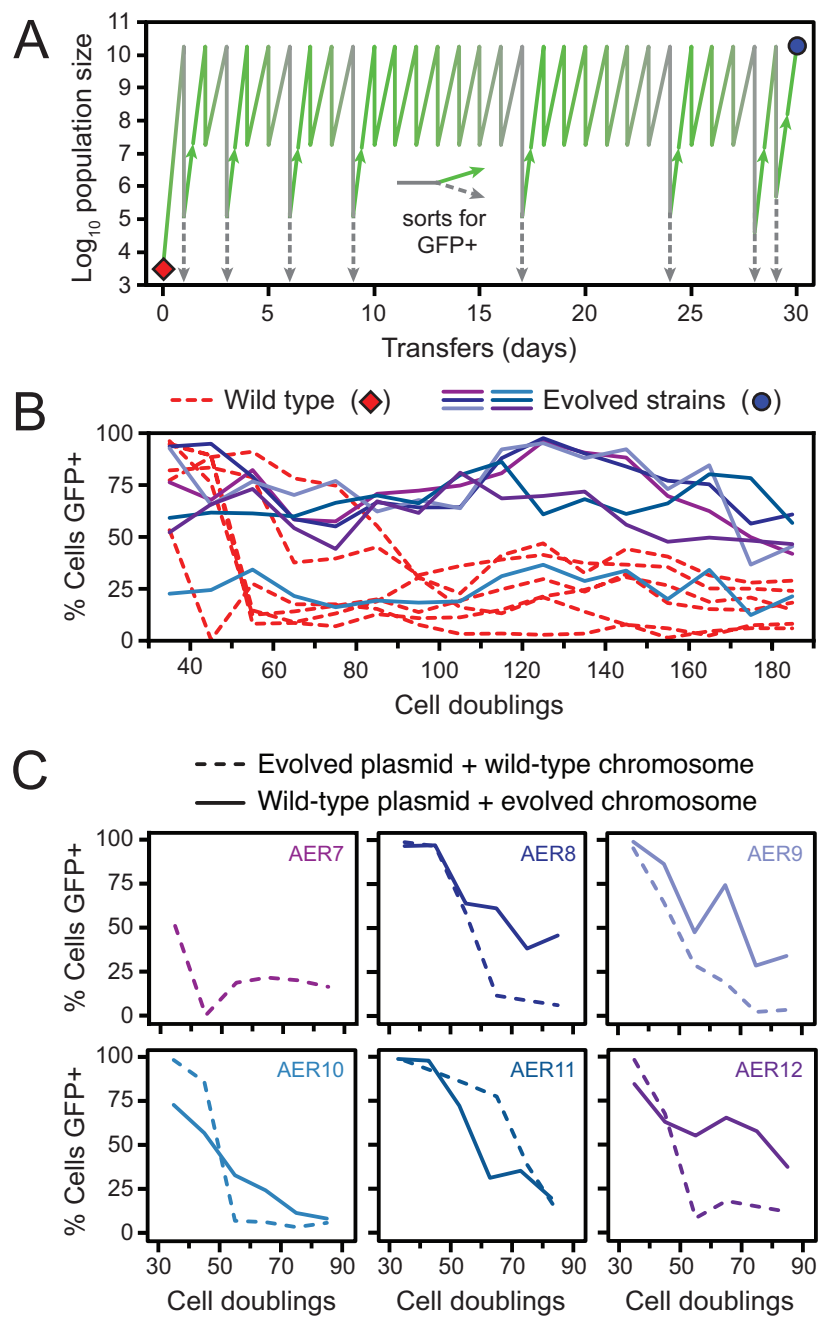 A
Log10 population size
11
10
9
8
7
6
5
4
3
sorts for
GFP+
0 5 10 15 20 25 30
Transfers (days)
B
Wild type ( ) Evolved strains ( )
% Cells GFP+
100
75
50
25
0
40 60 80 100 120 140 160 180
Cell doublings
C
Evolved plasmid + wild-type chromosome
Wild-type plasmid + evolved chromosome
% Cells GFP+
100
75
50
25
0
AER7
AER8
AER9
% Cells GFP+
100
75
50
25
0
AER10
AER11
AER12
30 50 70 90 30 50 70 90 30 50 70 90
Cell doublings Cell doublings Cell doublings